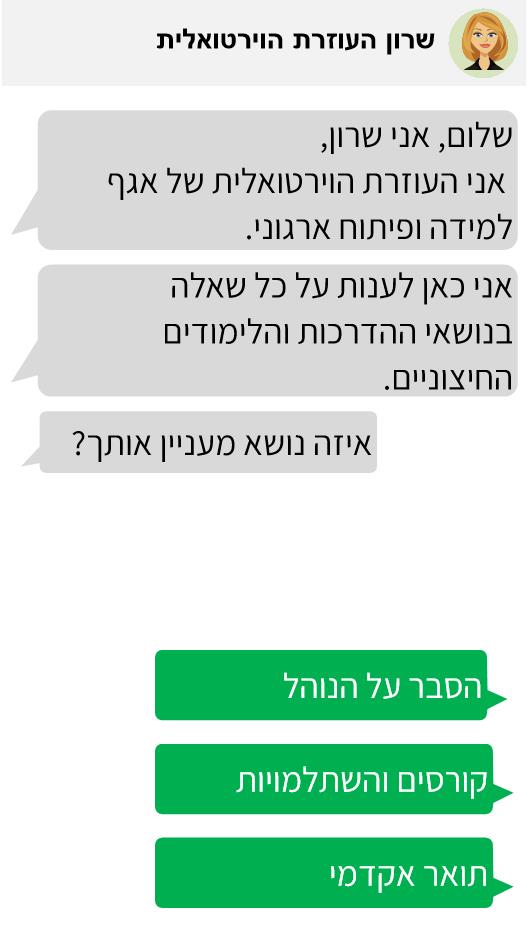 שרון העוזרת הוירטואלית
שלום, אני שרון,
אני העוזרת הוירטואלית של אגף
למידה ופיתוח ארגוני.
אני כאן לענות על כל שאלה
בנושאי ההדרכות והלימודים
החיצוניים.
איזה נושא מעניין אותך?
הסבר על הנוהל
קורסים והשתלמויות
תואר אקדמי